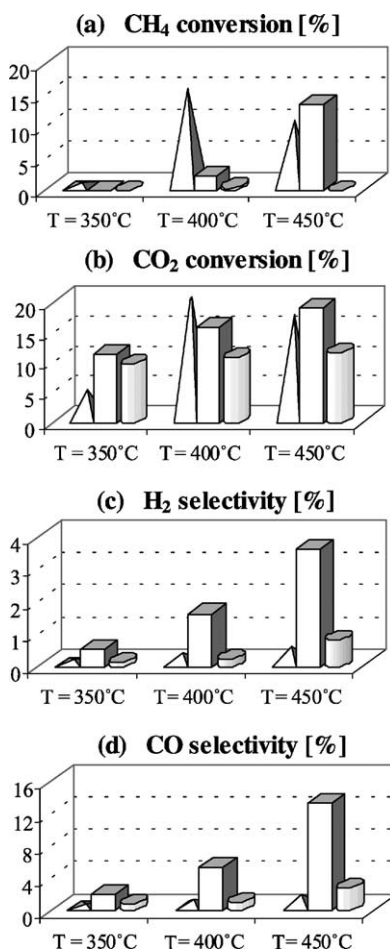 (a) CH₄ conversion [%]
20
15
10
5
0
T = 350°C T = 400°C T = 450°C
(b) CO₂ conversion [%]
20
15
10
5
0
T = 350°C T = 400°C T = 450°C
(c) H₂ selectivity [%]
4
3
2
1
0
T = 350°C T = 400°C T = 450°C
(d) CO selectivity [%]
16
12
8
4
0
T = 350°C T = 400°C T = 450°C